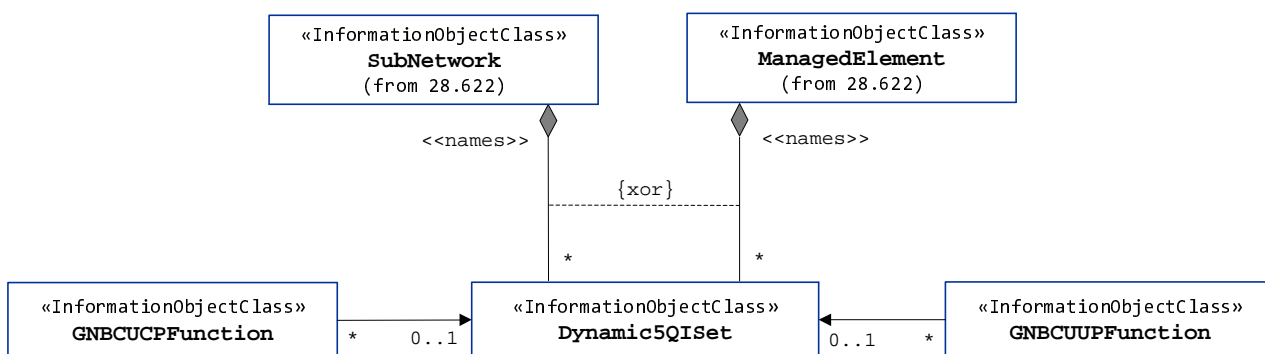 «InformationObjectClass»
SubNetwork
(from 28.622)
«InformationObjectClass»
ManagedElement
(from 28.622)
<<names>>
<<names>>
{xor}
*
*
«InformationObjectClass»
GNBCUCPFunction
*
0..1
«InformationObjectClass»
Dynamic5QISet
0..1
*
«InformationObjectClass»
GNBCUUPFunction